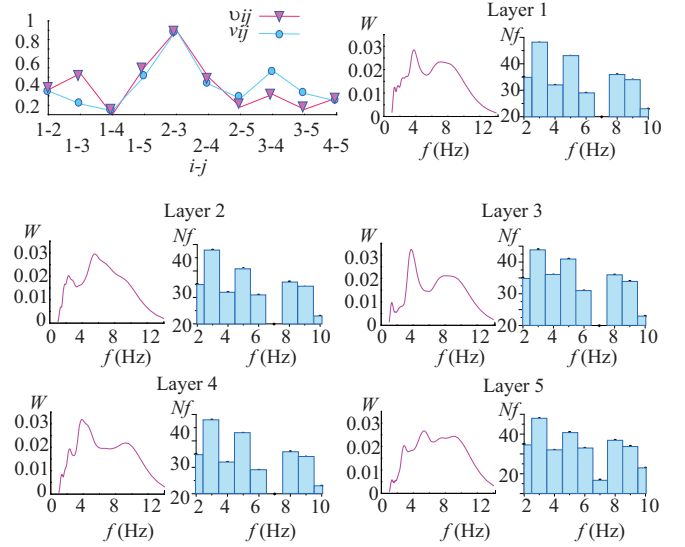 υij
vij
1
0.8
0.6
0.4
0.2
1-2 1-4 2-3 2-5 3-5
1-3 1-5 2-4 3-4 4-5
i-j
Layer 1
W
0.03
0.02
0.01
0
0 4 8 12
f (Hz)
Nf
40
30
20
2 4 6 8 10
f (Hz)
Layer 2
W
0.03
0.02
0.01
0
0 4 8 12
f (Hz)
Nf
40
30
20
2 4 6 8 10
f (Hz)
Layer 3
W
0.03
0.02
0.01
0
0 4 8 12
f (Hz)
Nf
40
30
20
2 4 6 8 10
f (Hz)
Layer 4
W
0.03
0.02
0.01
0
0 4 8 12
f (Hz)
Nf
40
30
20
2 4 6 8 10
f (Hz)
Layer 5
W
0.03
0.02
0.01
0
0 4 8 12
f (Hz)
Nf
40
30
20
2 4 6 8 10
f (Hz)